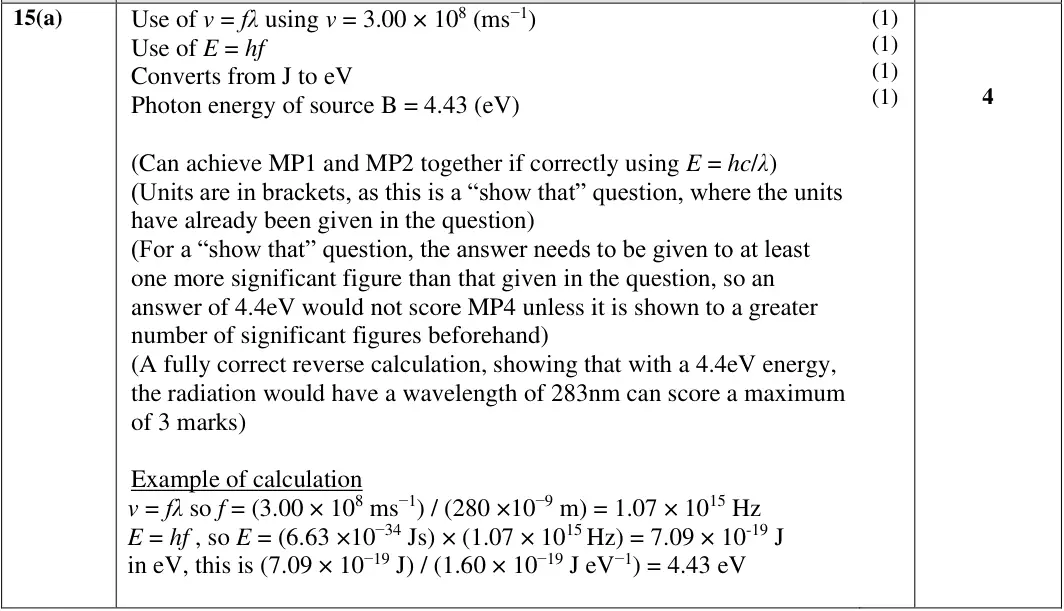 15(a)
Use of v = fλ using v = 3.00 × 10⁸ (ms⁻¹) (1)
Use of E = hf (1)
Converts from J to eV (1)
Photon energy of source B = 4.43 (eV) (1) 4
(Can achieve MP1 and MP2 together if correctly using E = hc/λ)
(Units are in brackets, as this is a “show that” question, where the units
have already been given in the question)
(For a “show that” question, the answer needs to be given to at least
one more significant figure than that given in the question, so an
answer of 4.4eV would not score MP4 unless it is shown to a greater
number of significant figures beforehand)
(A fully correct reverse calculation, showing that with a 4.4eV energy,
the radiation would have a wavelength of 283nm can score a maximum
of 3 marks)
Example of calculation
v = fλ so f = (3.00 × 10⁸ ms⁻¹) / (280 ×10⁻⁹ m) = 1.07 × 10¹⁵ Hz
E = hf , so E = (6.63 ×10⁻³⁴ Js) × (1.07 × 10¹⁵ Hz) = 7.09 × 10⁻¹⁹ J
in eV, this is (7.09 × 10⁻¹⁹ J) / (1.60 × 10⁻¹⁹ J eV⁻¹) = 4.43 eV